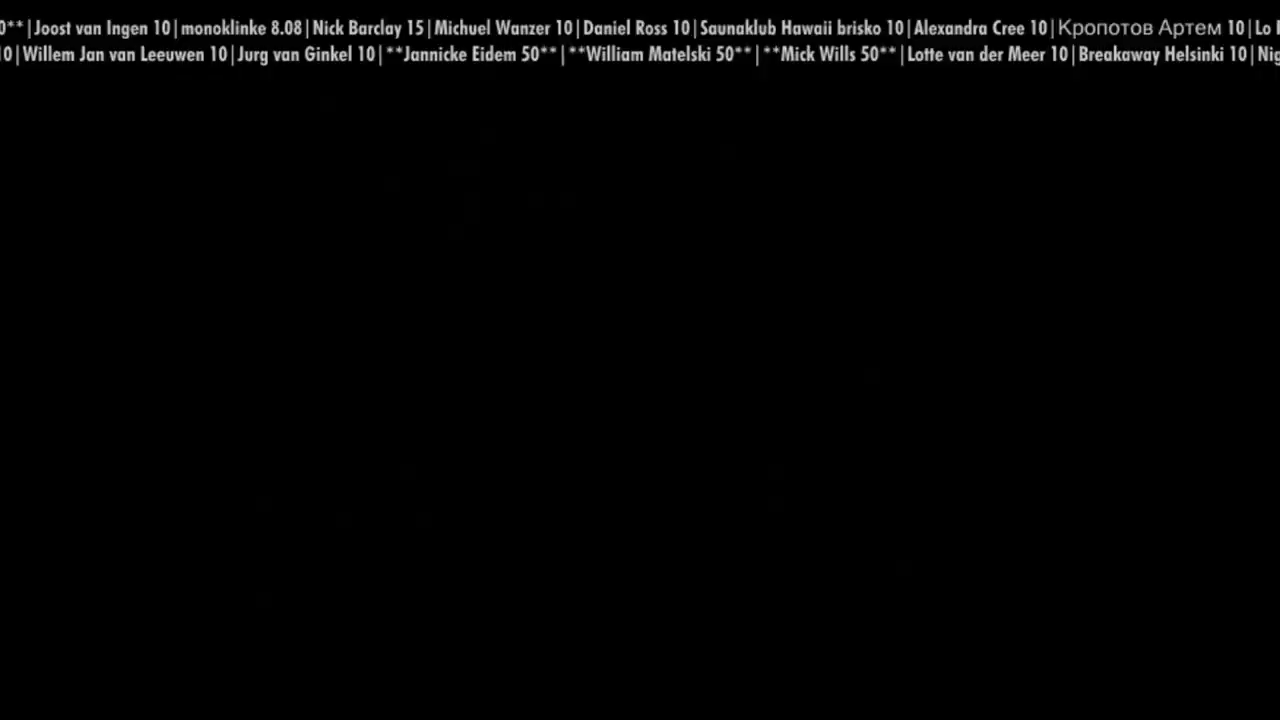 0** | Joost van Ingen 10 | monoklinke 8.08 | Nick Barclay 15 | Michuel Wanzer 10 | Daniel Ross 10 | Saunaklub Hawaii brisko 10 | Alexandra Cree 10 | Кропотов Артем 10 | Lo
10 | Willem Jan van Leeuwen 10 | Jurg van Ginkel 10 | **Jannicke Eidem 50** | **William Matelski 50** | **Mick Wills 50** | Lotte van der Meer 10 | Breakaway Helsinki 10 | Nig